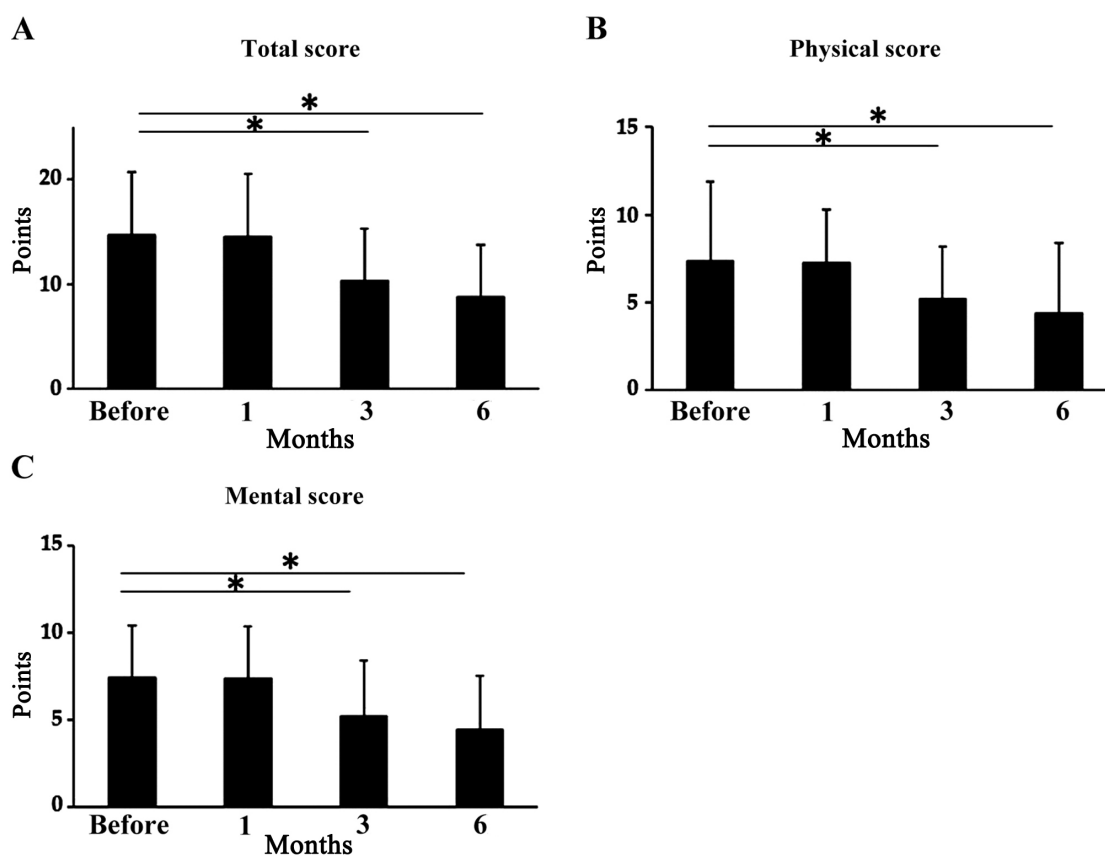 A
Total score
*
*
20
10
0
Points
Before 1 3 6
Months
B
Physical score
*
*
15
10
5
0
Points
Before 1 3 6
Months
C
Mental score
*
*
15
10
5
0
Points
Before 1 3 6
Months